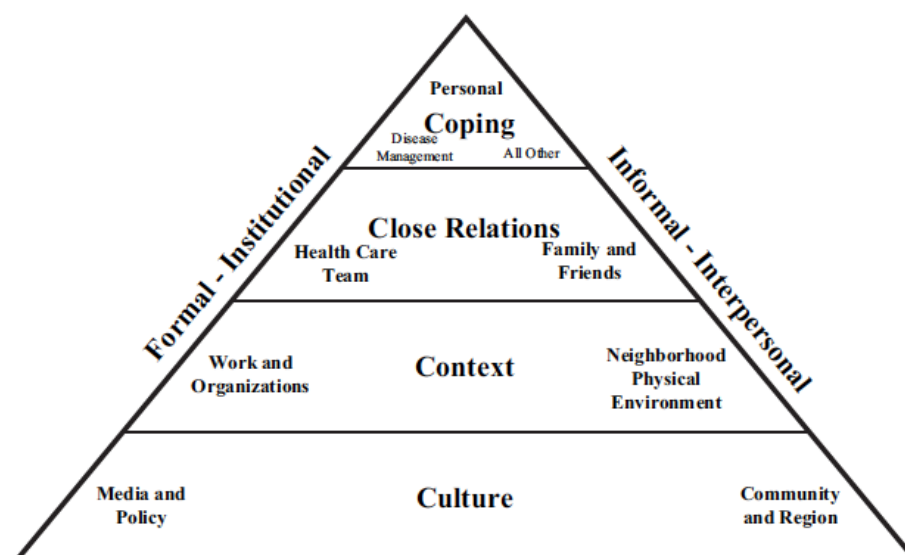 Personal
Coping
Disease
Management
All Other
Formal - Institutional
Informal - Interpersonal
Close Relations
Health Care
Team
Family and
Friends
Work and
Organizations
Context
Neighborhood
Physical
Environment
Media and
Policy
Culture
Community
and Region